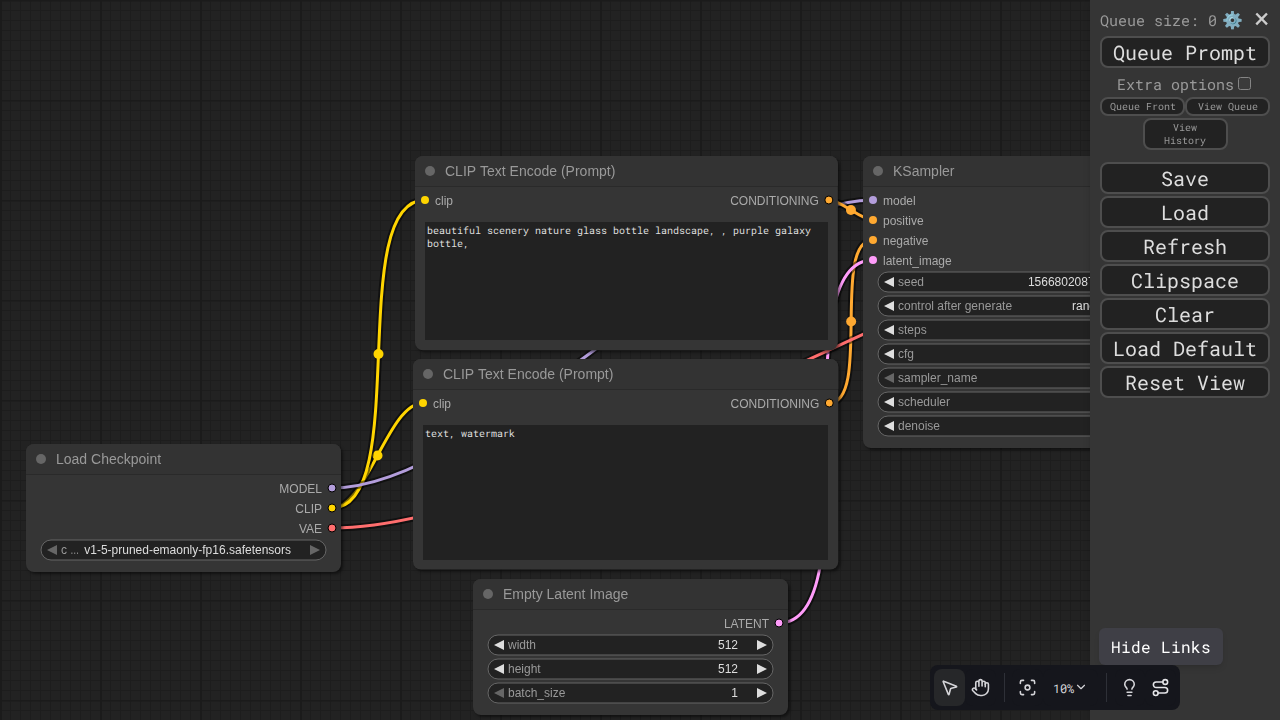 Queue size: 0
Queue Prompt
Extra options
Queue Front
View Queue
View
History
Save
Load
Refresh
Clipspace
Clear
Load Default
Reset View
CLIP Text Encode (Prompt)
clip
CONDITIONING
beautiful scenery nature glass bottle landscape, , purple galaxy
bottle,
KSampler
model
positive
negative
latent_image
seed 1566802087
control after generate ran
steps
cfg
sampler_name
scheduler
denoise
CLIP Text Encode (Prompt)
clip
CONDITIONING
text, watermark
Load Checkpoint
MODEL
CLIP
VAE
c ... v1-5-pruned-emaonly-fp16.safetensors
Empty Latent Image
LATENT
width 512
height 512
batch_size 1
Hide Links
10%